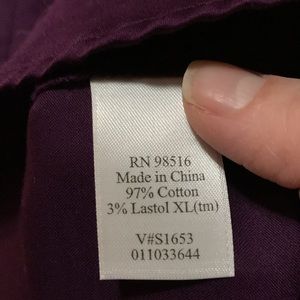 RN 98516
Made in China
97% Cotton
3% Lastol XL(tm)
V#S1653
011033644